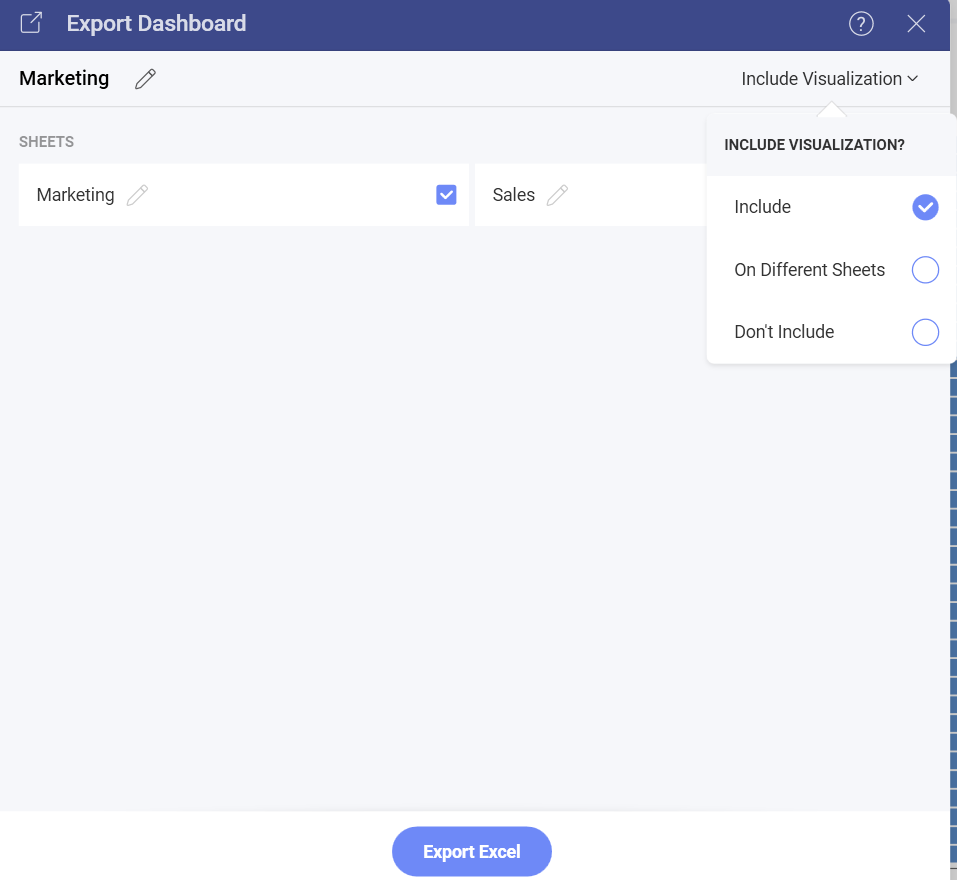 Export Dashboard ?
Marketing Include Visualization
SHEETS
INCLUDE VISUALIZATION?
Marketing Sales
Include
On Different Sheets
Don't Include
Export Excel